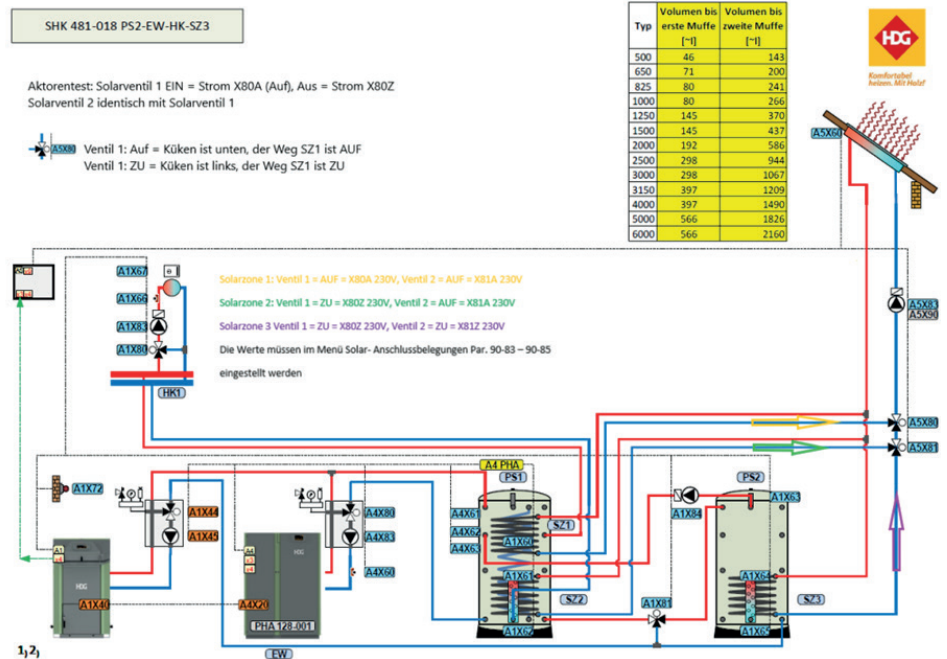 SHK 481-018 PS2-EW-HK-SZ3
Aktorentest: Solarventil 1 EIN = Strom X80A (Auf), Aus = Strom X80Z
Solarventil 2 identisch mit Solarventil 1
A5X80 Ventil 1: Auf = Küken ist unten, der Weg SZ1 ist AUF
Ventil 1: ZU = Küken ist links, der Weg SZ1 ist ZU
Typ Volumen bis erste Muffe [~l] Volumen bis zweite Muffe [~l]
500 46 143
650 71 200
825 80 241
1000 80 266
1250 145 370
1500 145 437
2000 192 586
2500 298 944
3000 298 1067
3150 397 1209
4000 397 1490
5000 566 1826
6000 566 2160
HDG
Komfortabel
heizen. Mit Holz!
A5X60
A1X67
A1X66
A1X83
A1X80
HK1
Solarzone 1: Ventil 1 = AUF = X80A 230V, Ventil 2 = AUF = X81A 230V
Solarzone 2: Ventil 1 = ZU = X80Z 230V, Ventil 2 = AUF = X81A 230V
Solarzone 3 Ventil 1 = ZU = X80Z 230V, Ventil 2 = ZU = X81Z 230V
Die Werte müssen im Menü Solar- Anschlussbelegungen Par. 90-83 – 90-85
eingestellt werden
A5X83
A5X90
A5X80
A5X81
A4 PHA
PS1
PS2
A1X72
A1X44
A1X45
A4X80
A4X83
A4X60
A4X61
A4X62
A4X63
SZ1
A1X60
A1X61
SZ2
A1X62
A1X84
A1X63
A1X81
A1X64
SZ3
A1X65
A1
HDG
A1X40
A4
HDG
A4X20
PHA 128-001
EW
1) 2)